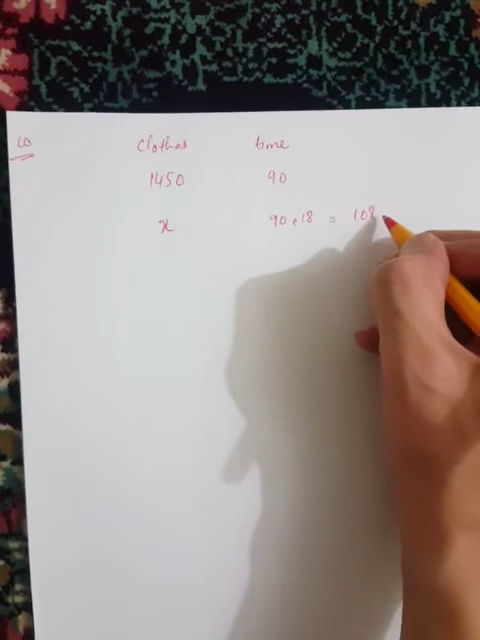 clothes time
1450 90
x 90 + 18 = 108